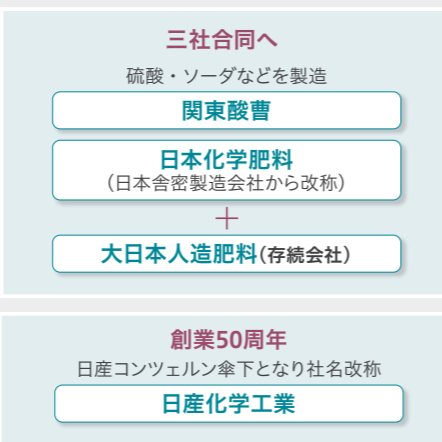 三社合同へ
硫酸・ソーダなどを製造
関東酸曹
日本化学肥料
(日本舎密製造会社から改称)
＋
大日本人造肥料(存続会社)
創業50周年
日産コンツェルン傘下となり社名改称
日産化学工業